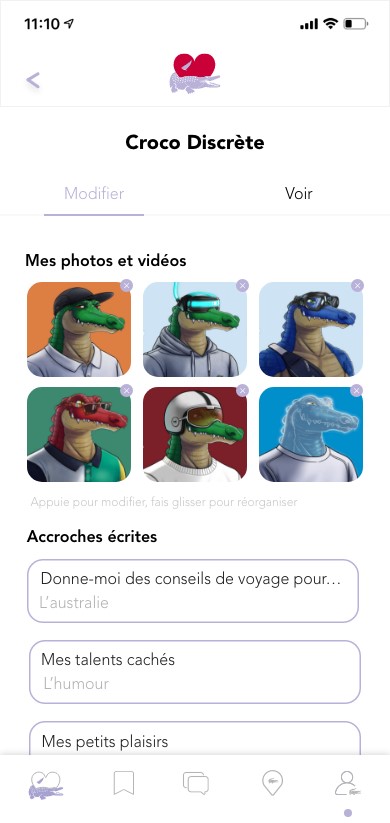 11:10
Croco Discrète
Modifier
Voir
Mes photos et vidéos
Appuie pour modifier, fais glisser pour réorganiser
Accroches écrites
Donne-moi des conseils de voyage pour...
L'australie
Mes talents cachés
L'humour
Mes petits plaisirs